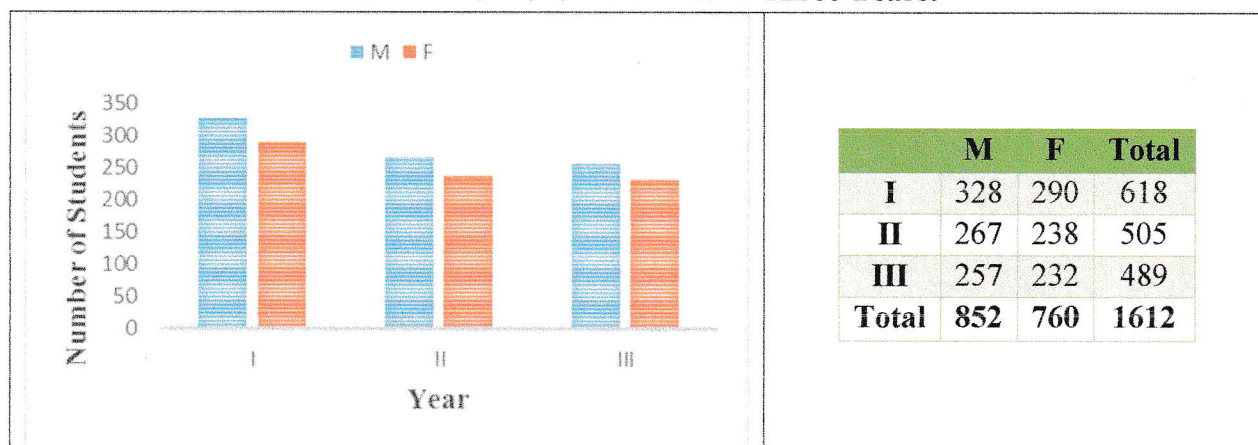 M F
Number of Students
350
300
250
200
150
100
50
0
I II III
Year
M F Total
I 328 290 618
II 267 238 505
III 257 232 489
Total 852 760 1612